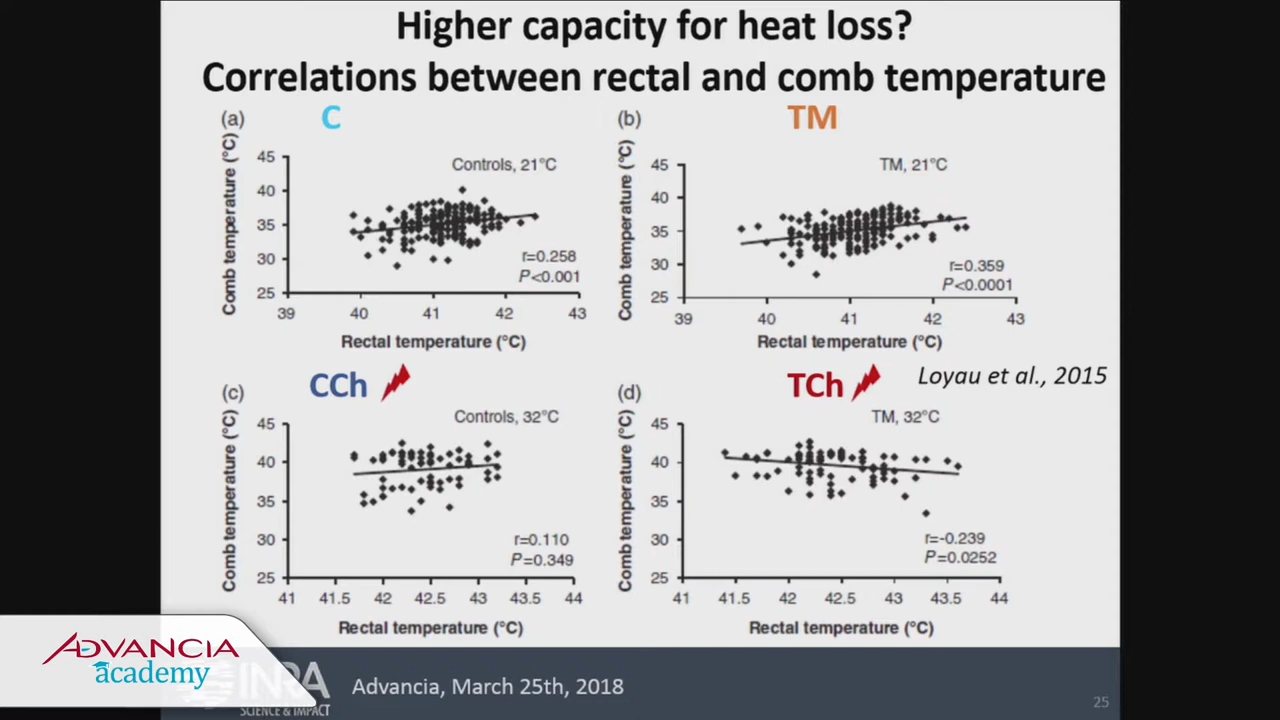 Higher capacity for heat loss?
Correlations between rectal and comb temperature
(a)
C
Comb temperature (°C)
45
40
35
30
25
Controls, 21°C
r=0.258
P<0.001
39 40 41 42 43
Rectal temperature (°C)
(b)
TM
Comb temperature (°C)
45
40
35
30
25
TM, 21°C
r=0.359
P<0.0001
39 40 41 42 43
Rectal temperature (°C)
Loyau et al., 2015
(c)
CCh
Comb temperature (°C)
45
40
35
30
25
Controls, 32°C
r=0.110
P=0.349
41 41.5 42 42.5 43 43.5 44
Rectal temperature (°C)
(d)
TCh
Comb temperature (°C)
45
40
35
30
25
TM, 32°C
r=-0.239
P=0.0252
41 41.5 42 42.5 43 43.5 44
Rectal temperature (°C)
ADVANCIA
academy
INRA
SCIENCE & IMPACT
Advancia, March 25th, 2018
25